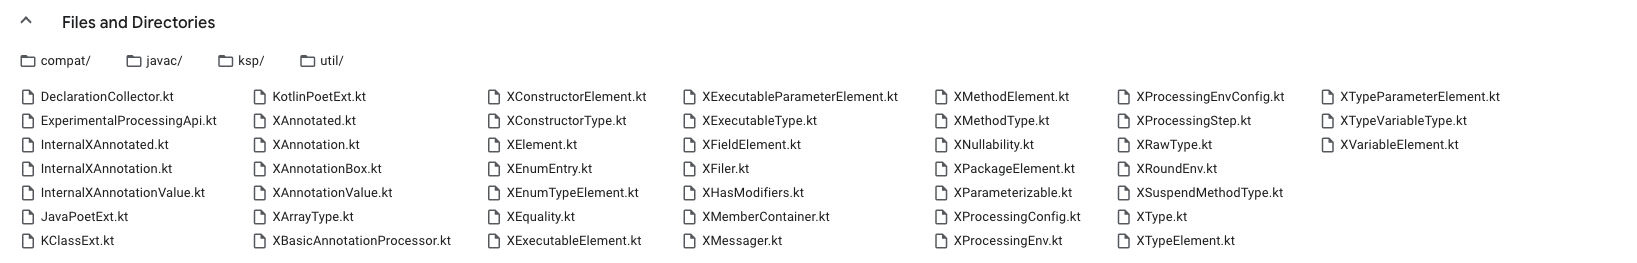 Files and Directories
compat/ javac/ ksp/ util/
DeclarationCollector.kt KotlinPoetExt.kt XConstructorElement.kt XExecutableParameterElement.kt XMethodElement.kt XProcessingEnvConfig.kt XTypeParameterElement.kt
ExperimentalProcessingApi.kt XAnnotated.kt XConstructorType.kt XExecutableType.kt XMethodType.kt XProcessingStep.kt XTypeVariableType.kt
InternalXAnnotated.kt XAnnotation.kt XElement.kt XFieldElement.kt XNullability.kt XRawType.kt XVariableElement.kt
InternalXAnnotation.kt XAnnotationBox.kt XEnumEntry.kt XFiler.kt XPackageElement.kt XRoundEnv.kt
InternalXAnnotationValue.kt XAnnotationValue.kt XEnumTypeElement.kt XHasModifiers.kt XParameterizable.kt XSuspendMethodType.kt
JavaPoetExt.kt XArrayType.kt XEquality.kt XMemberContainer.kt XProcessingConfig.kt XType.kt
KClassExt.kt XBasicAnnotationProcessor.kt XExecutableElement.kt XMessager.kt XProcessingEnv.kt XTypeElement.kt